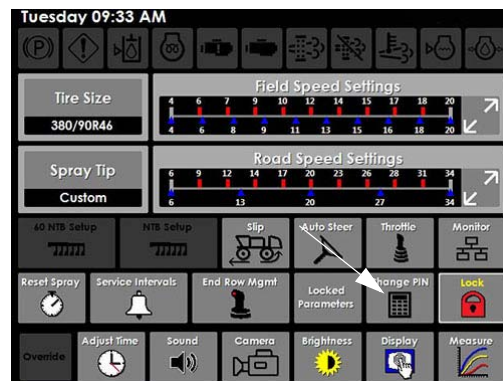 Tuesday 09:33 AM
(P)
Tire Size
380/90R46
Field Speed Settings
4 6 7 9 10 12 14 15 17 18 20
4 6 8 9 11 13 15 16 18 20
Spray Tip
Custom
Road Speed Settings
6 9 12 14 17 20 23 26 28 31 34
6 13 20 27 34
60 NTB Setup NTB Setup Slip Auto Steer Throttle Monitor
Reset Spray Service Intervals End Row Mgmt Locked Parameters Change PIN Lock
Override Adjust Time Sound Camera Brightness Display Measure